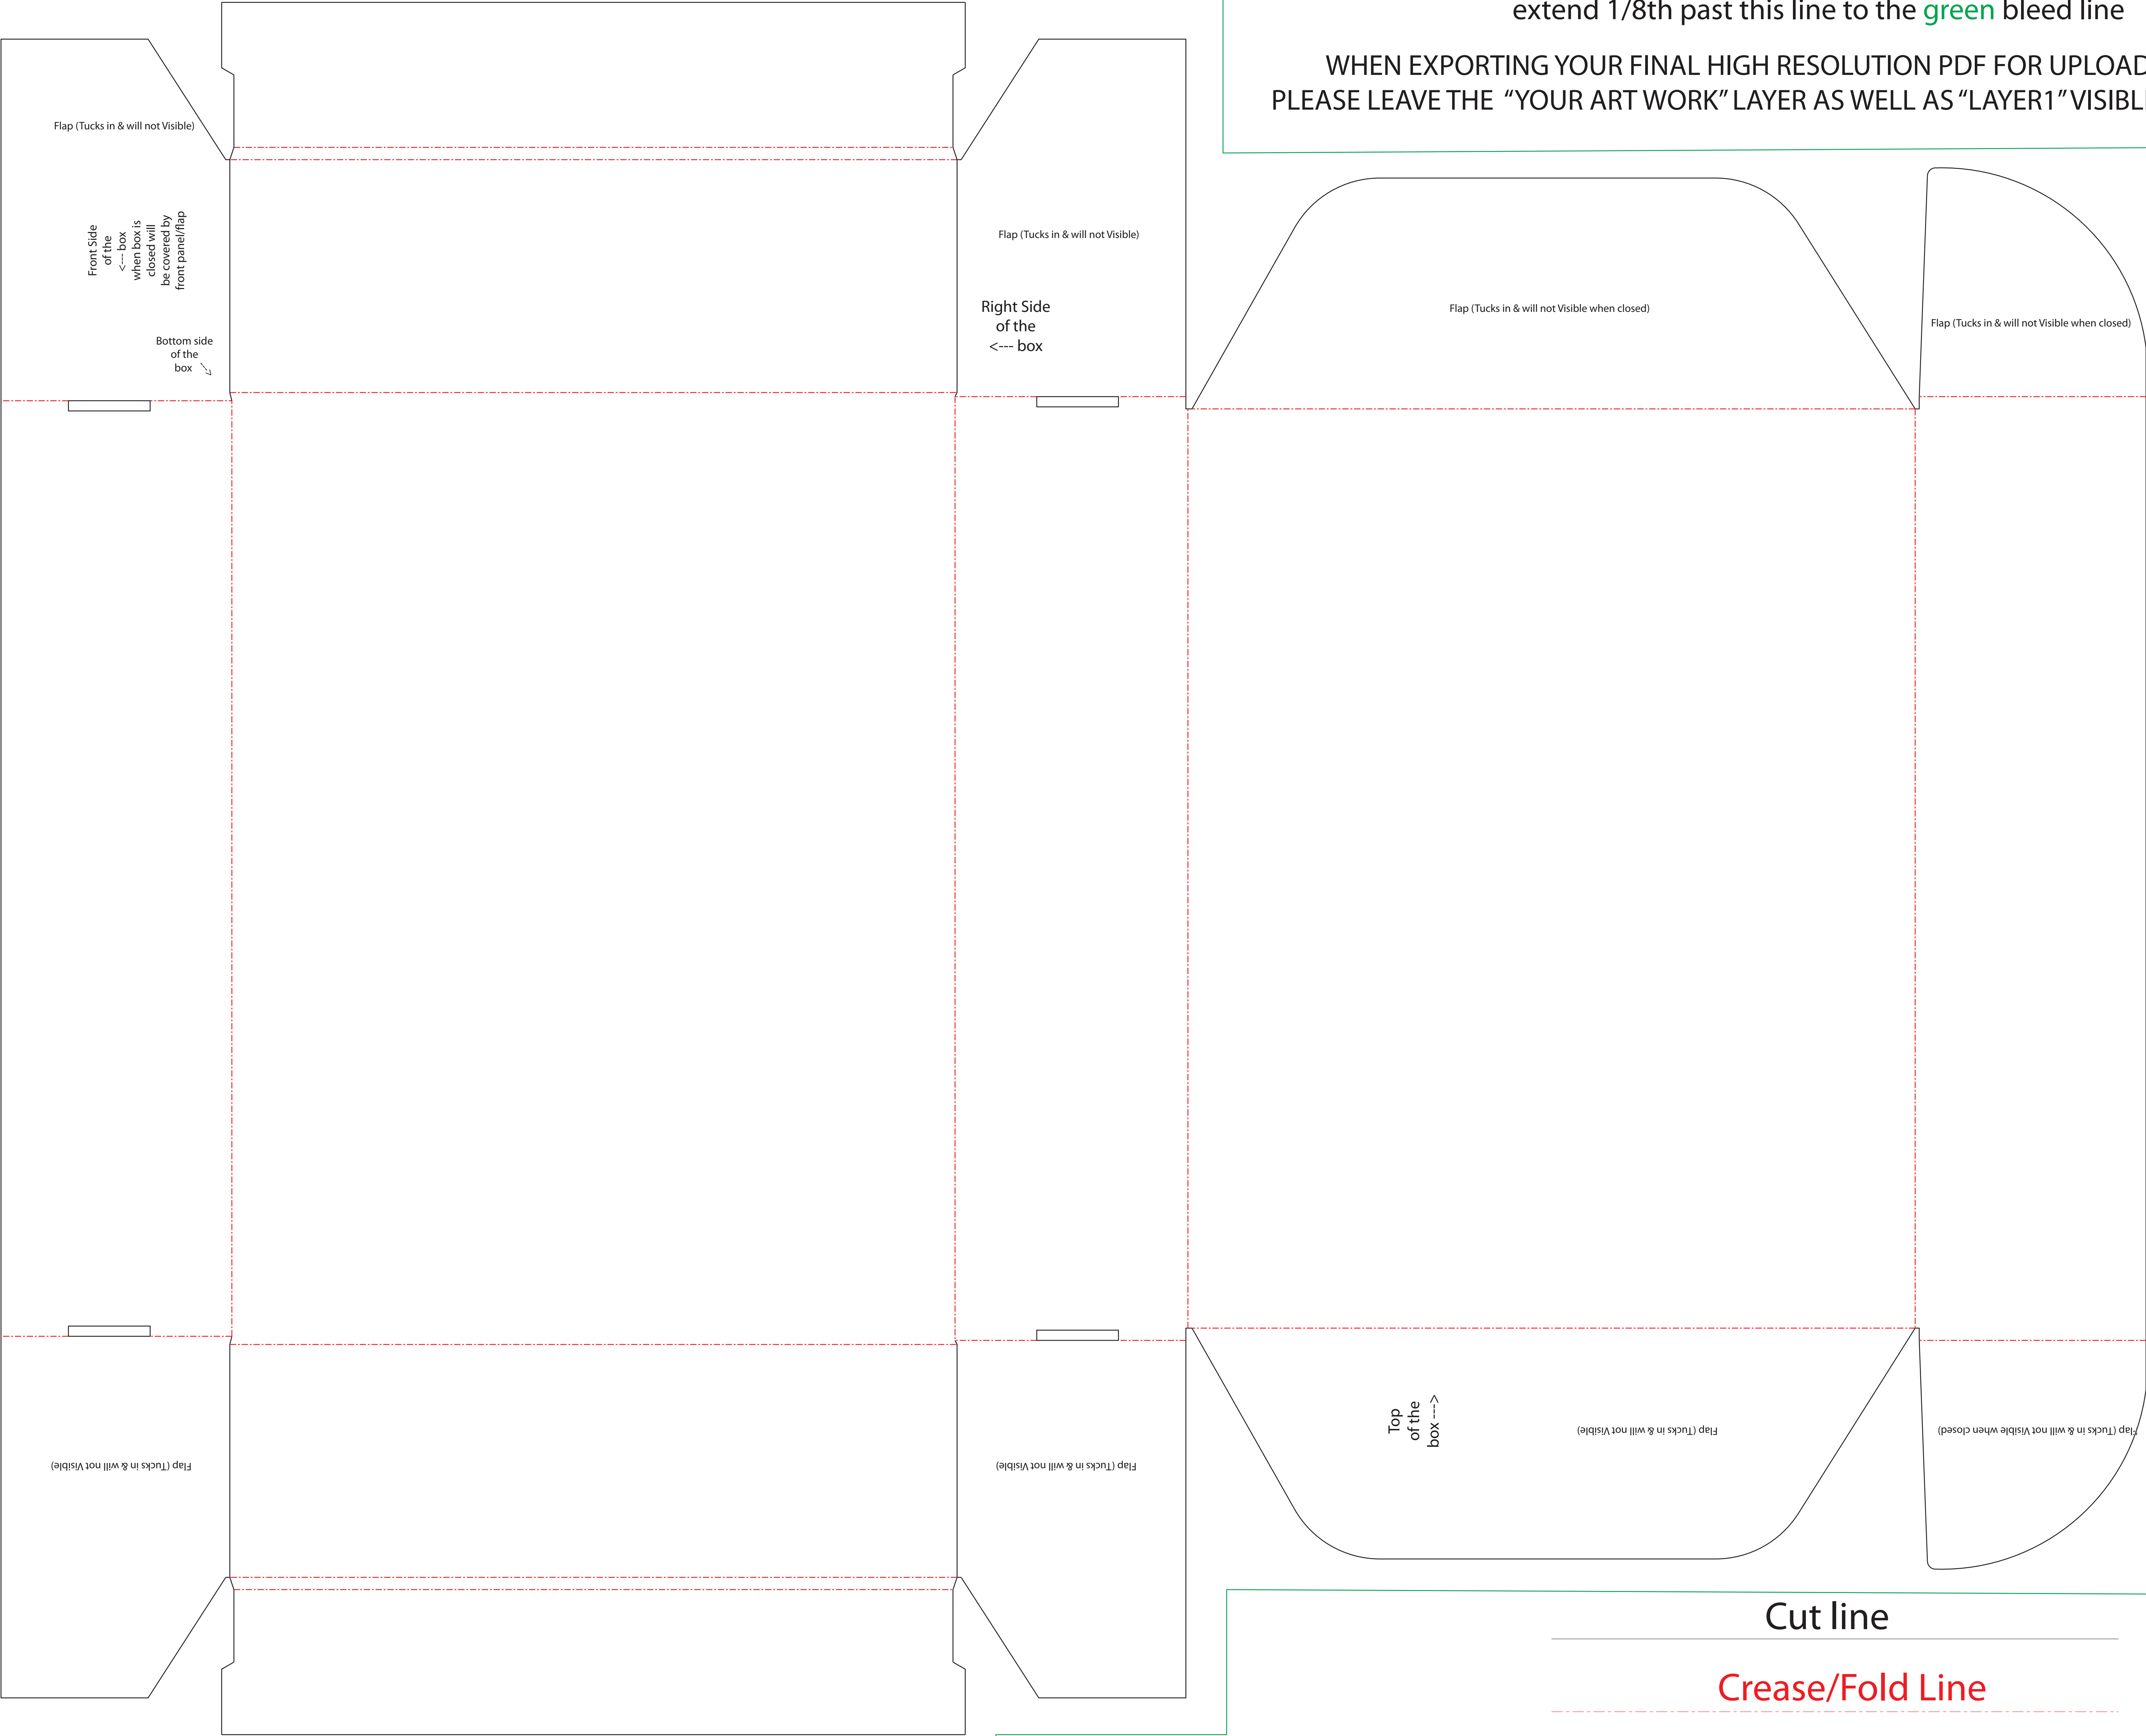 extend 1/8th past this line to the green bleed line
WHEN EXPORTING YOUR FINAL HIGH RESOLUTION PDF FOR UPLOAD
PLEASE LEAVE THE “YOUR ART WORK” LAYER AS WELL AS “LAYER1” VISIBL
Flap (Tucks in & will not Visible)
Front Side
of the
<--- box
when box is
closed will
be covered by
front panel/flap
Bottom side
of the
box
Flap (Tucks in & will not Visible)
Right Side
of the
<--- box
Flap (Tucks in & will not Visible when closed)
Flap (Tucks in & will not Visible when closed)
Flap (Tucks in & will not Visible)
Flap (Tucks in & will not Visible)
Top
of the
box --->
Flap (Tucks in & will not Visible)
Flap (Tucks in & will not Visible when closed)
Cut line
Crease/Fold Line